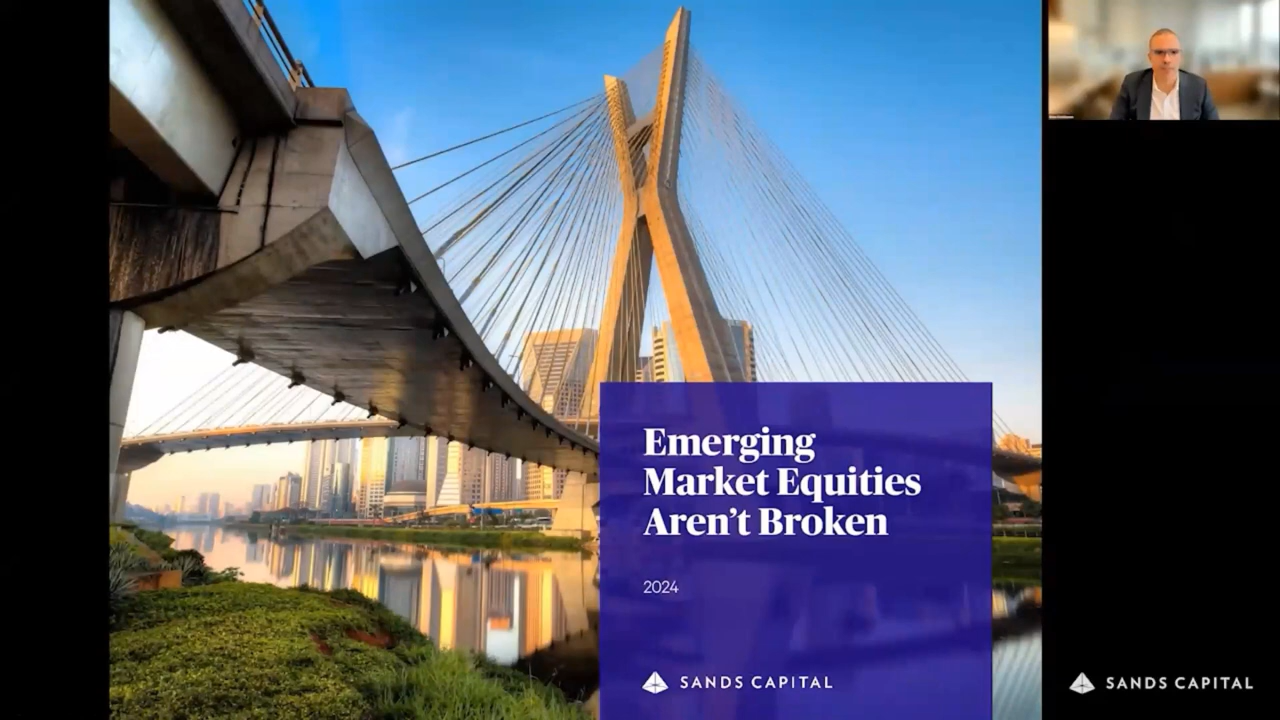 Emerging
Market Equities
Aren't Broken
2024
SANDS CAPITAL
SANDS CAPITAL